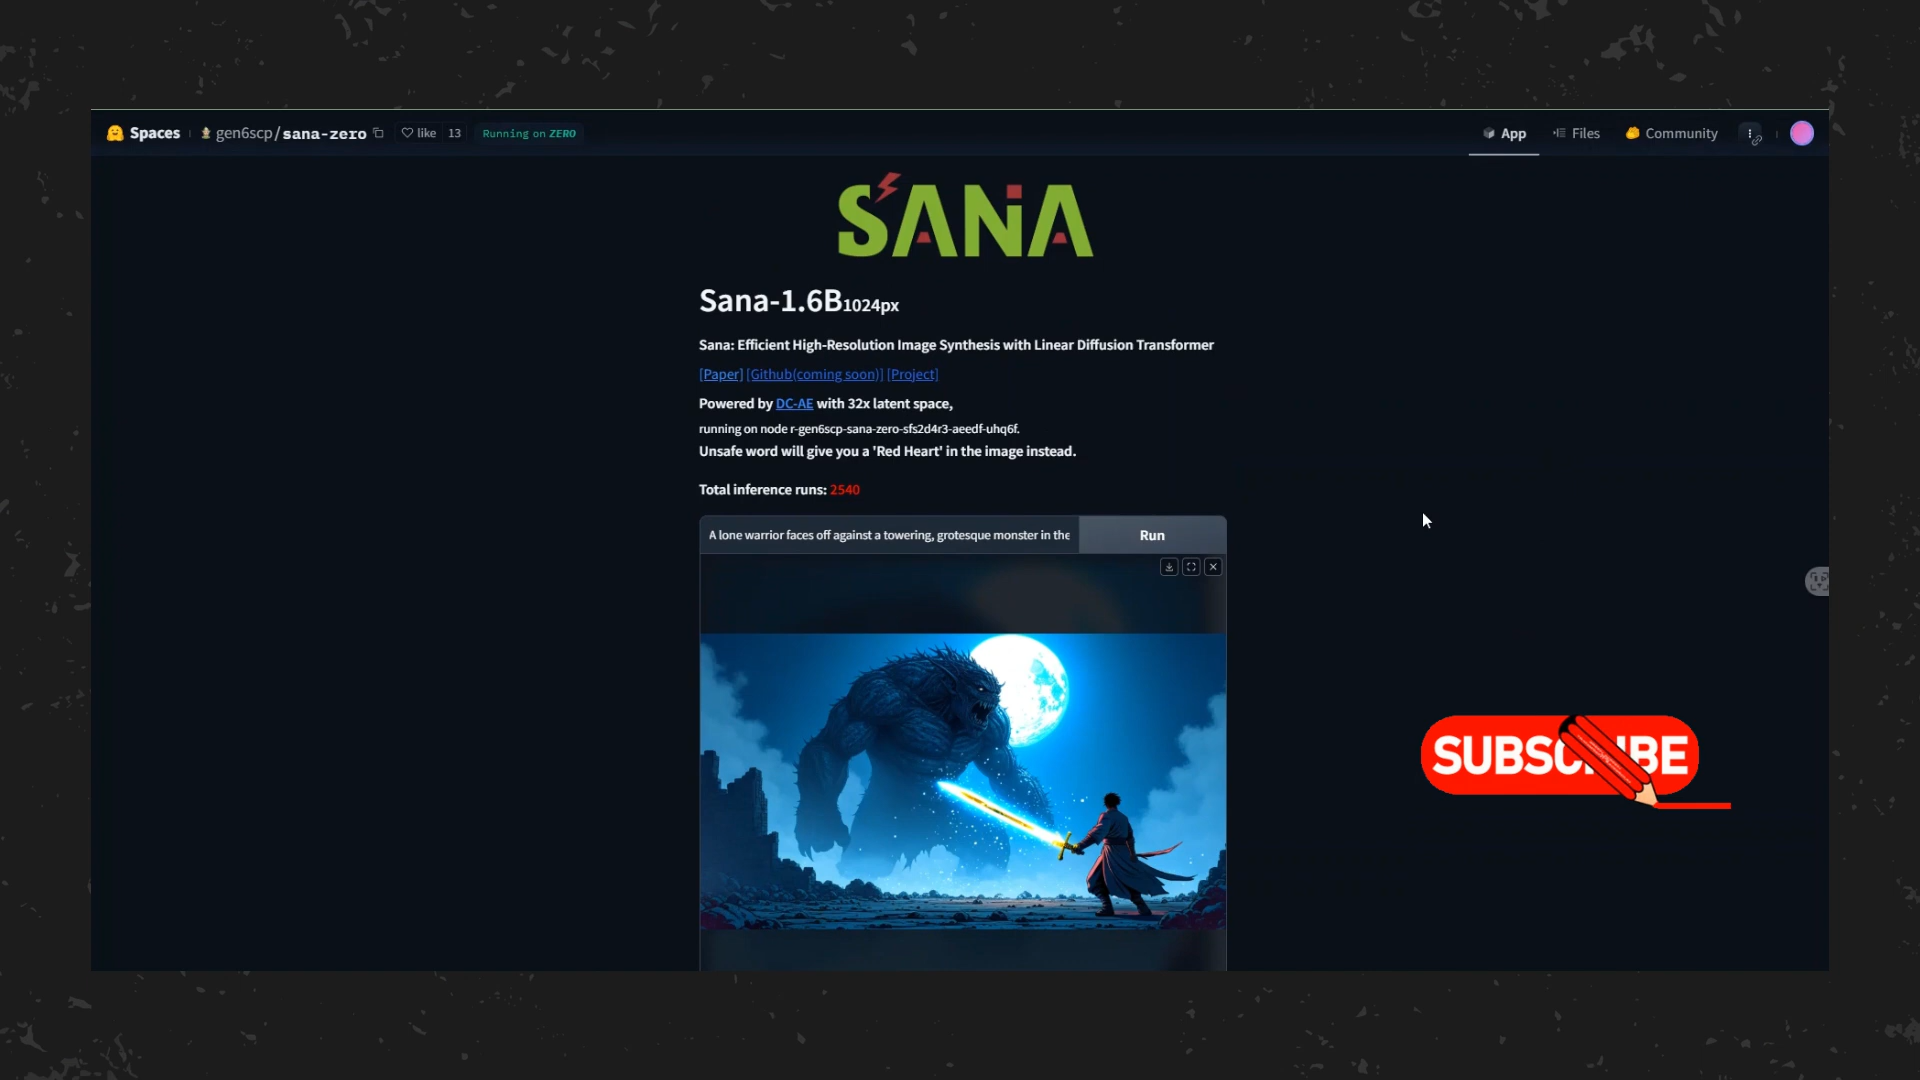 Spaces gen6scp/sana-zero like 13 Running on ZERO App Files Community
SANA
Sana-1.6B1024px
Sana: Efficient High-Resolution Image Synthesis with Linear Diffusion Transformer
[Paper] [Github(coming soon)] [Project]
Powered by DC-AE with 32x latent space,
running on node r-gen6scp-sana-zero-sfs2d4r3-aeedf-uhq6f.
Unsafe word will give you a 'Red Heart' in the image instead.
Total inference runs: 2540
A lone warrior faces off against a towering, grotesque monster in the Run
SUBSCRIBE